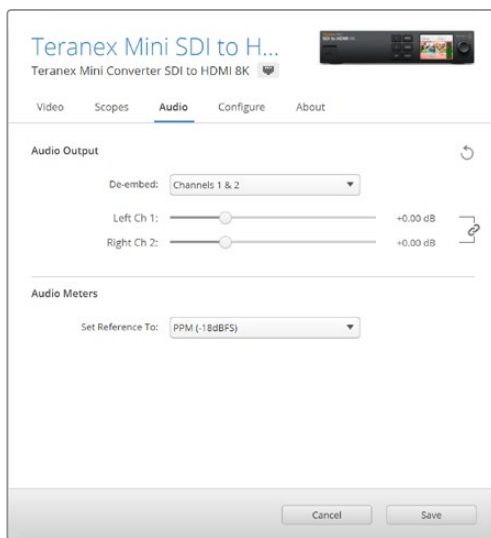 Teranex Mini SDI to H...
Teranex Mini Converter SDI to HDMI 8K
Video Scopes Audio Configure About
Audio Output
De-embed: Channels 1 & 2
Left Ch 1: +0.00 dB
Right Ch 2: +0.00 dB
Audio Meters
Set Reference To: PPM (-18dBFS)
Cancel Save